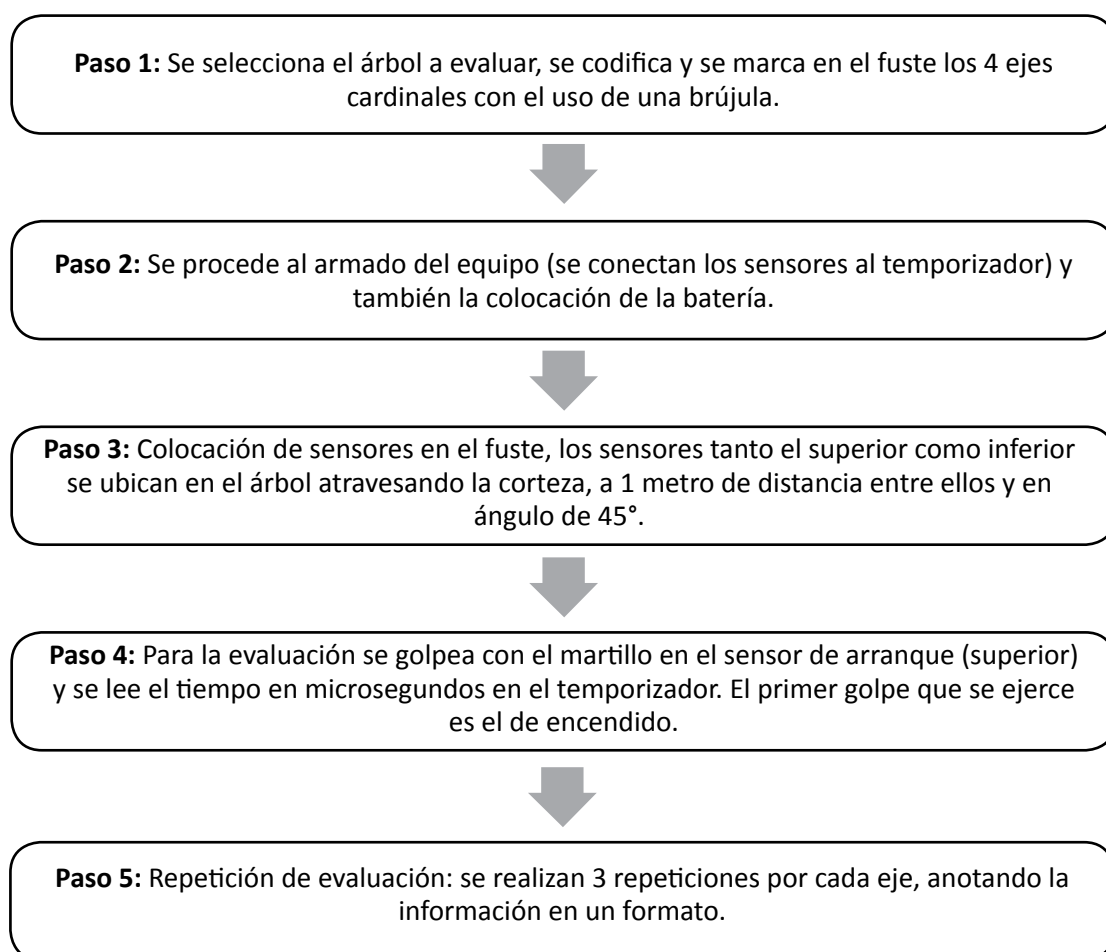 Paso 1: Se selecciona el árbol a evaluar, se codifica y se marca en el fuste los 4 ejes
cardinales con el uso de una brújula.
Paso 2: Se procede al armado del equipo (se conectan los sensores al temporizador) y
también la colocación de la batería.
Paso 3: Colocación de sensores en el fuste, los sensores tanto el superior como inferior
se ubican en el árbol atravesando la corteza, a 1 metro de distancia entre ellos y en
ángulo de 45°.
Paso 4: Para la evaluación se golpea con el martillo en el sensor de arranque (superior)
y se lee el tiempo en microsegundos en el temporizador. El primer golpe que se ejerce
es el de encendido.
Paso 5: Repetición de evaluación: se realizan 3 repeticiones por cada eje, anotando la
información en un formato.